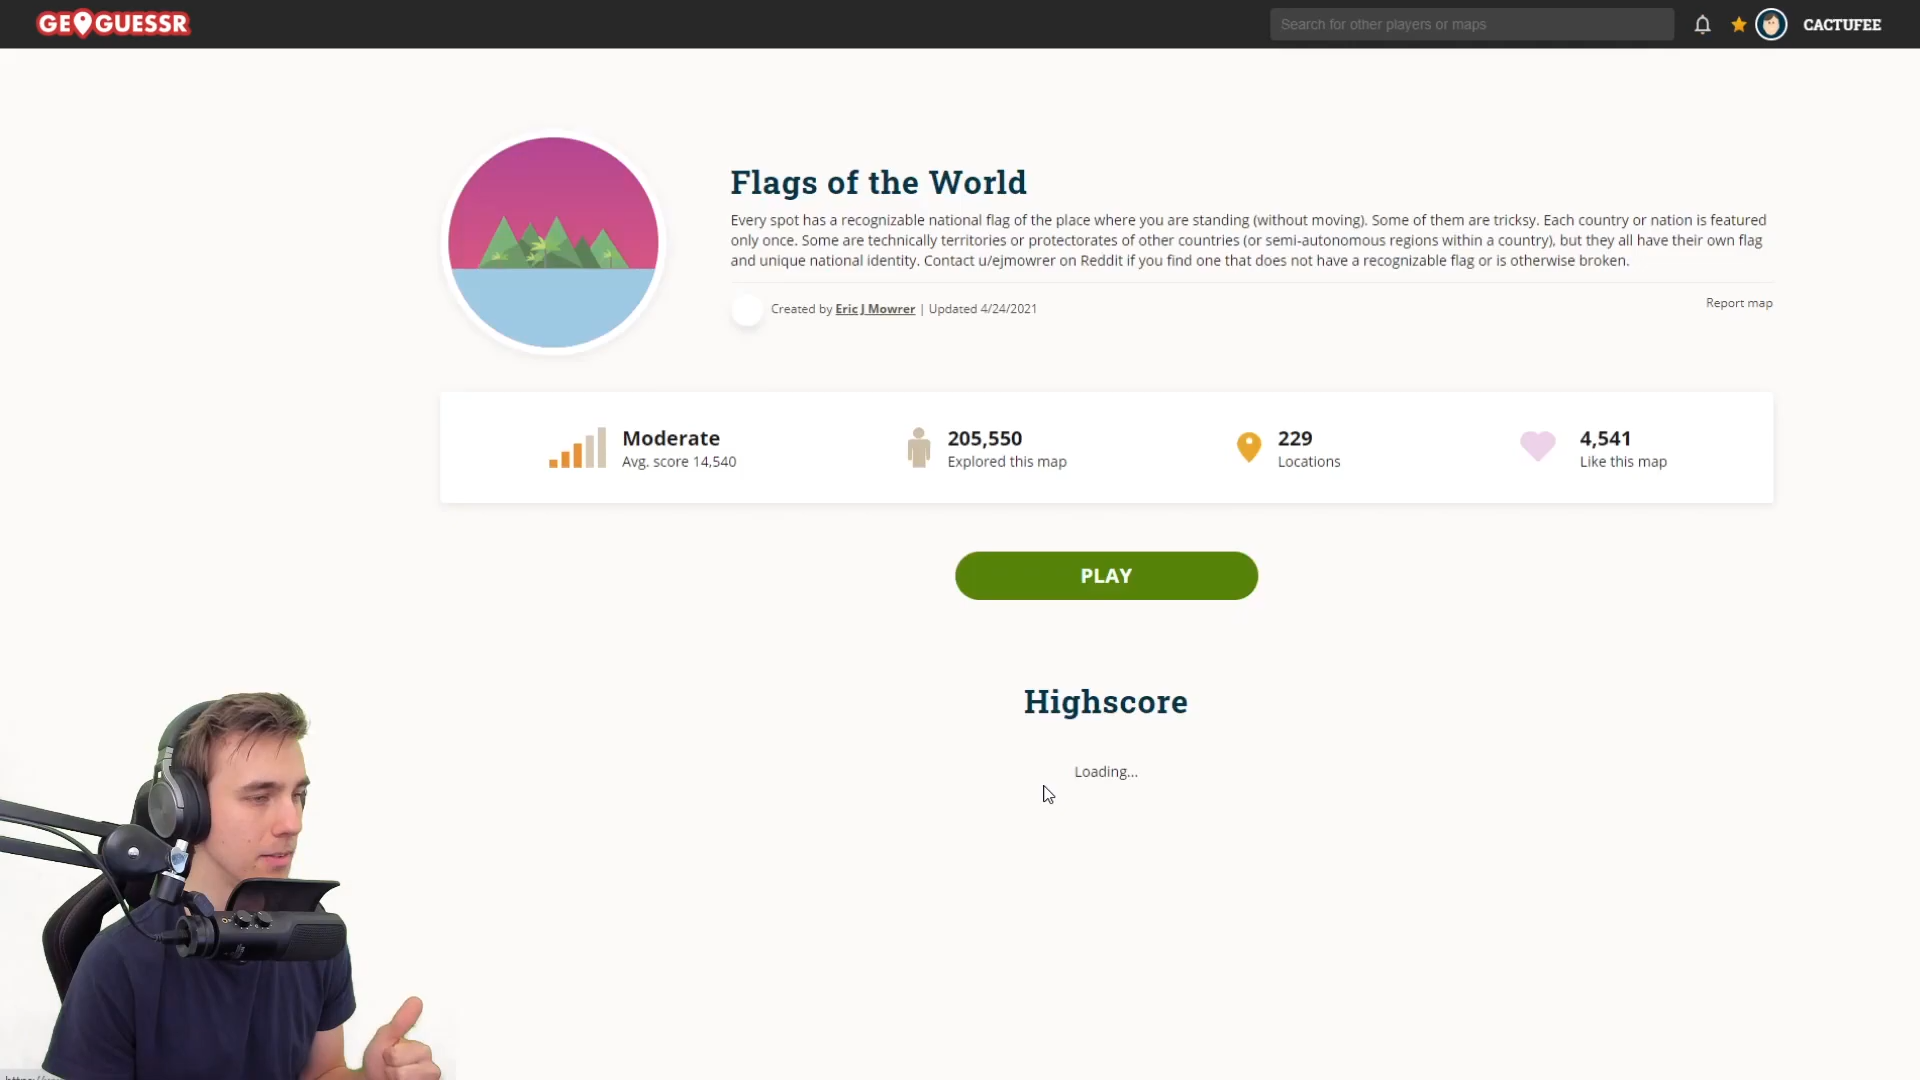 GEOGUESSR
Search for other players or maps
CACTUFEE
Flags of the World
Every spot has a recognizable national flag of the place where you are standing (without moving). Some of them are tricksy. Each country or nation is featured
only once. Some are technically territories or protectorates of other countries (or semi-autonomous regions within a country), but they all have their own flag
and unique national identity. Contact u/ejmowrer on Reddit if you find one that does not have a recognizable flag or is otherwise broken.
Created by Eric J Mowrer | Updated 4/24/2021
Report map
Moderate
Avg. score 14,540
205,550
Explored this map
229
Locations
4,541
Like this map
PLAY
Highscore
Loading...